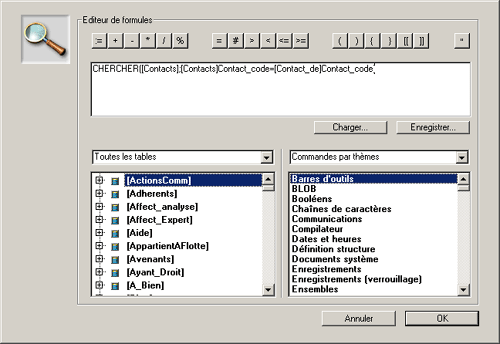 Editeur de formules
:= + - * / % = # > < <= >= ( ) { } [[ ]] "
CHERCHER([Contacts];[Contacts]Contact_code=[Contact_de]Contact_code)
Charger... Enregistrer...
Toutes les tables Commandes par thèmes
[ActionsComm] Barres d'outils
[Adherents] BLOB
[Affect_analyse] Booléens
[Affect_Expert] Chaînes de caractères
[Aide] Communications
[AppartientAFlotte] Compilateur
[Avenants] Dates et heures
[Ayant_Droit] Définition structure
[A_Bien] Documents système
Enregistrements
Enregistrements (verrouillage)
Ensembles
Annuler OK